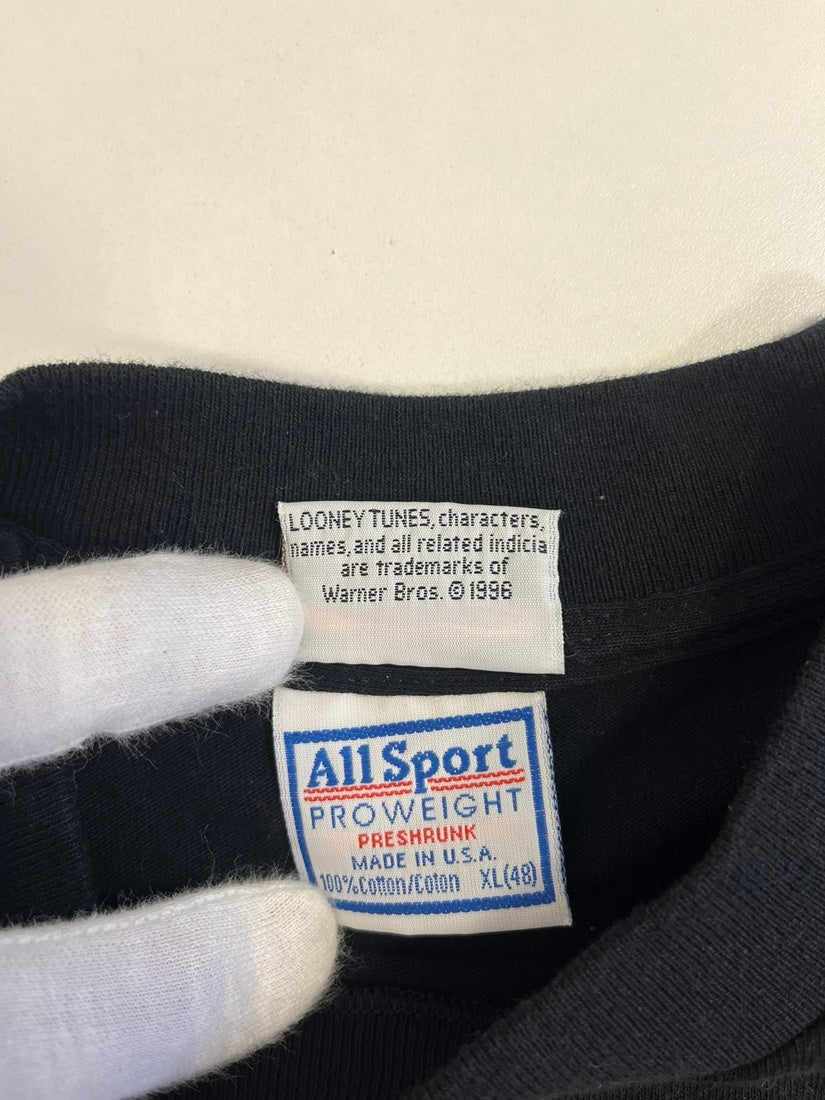 LOONEY TUNES, characters,
names, and all related indicia
are trademarks of
Warner Bros. © 1996
All Sport
PROWEIGHT
PRESHRUNK
MADE IN U.S.A.
100% Cotton/Coton XL(48)